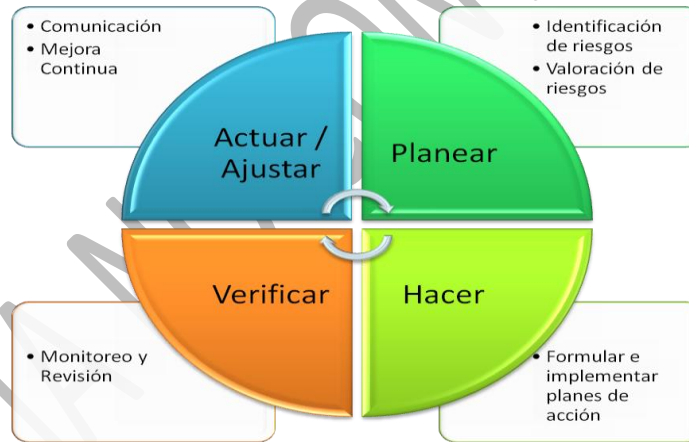 • Comunicación
• Mejora
Continua
• Identificación
de riesgos
• Valoración de
riesgos
Actuar /
Ajustar
Planear
Verificar
Hacer
• Monitoreo y
Revisión
• Formular e
implementar
planes de
acción